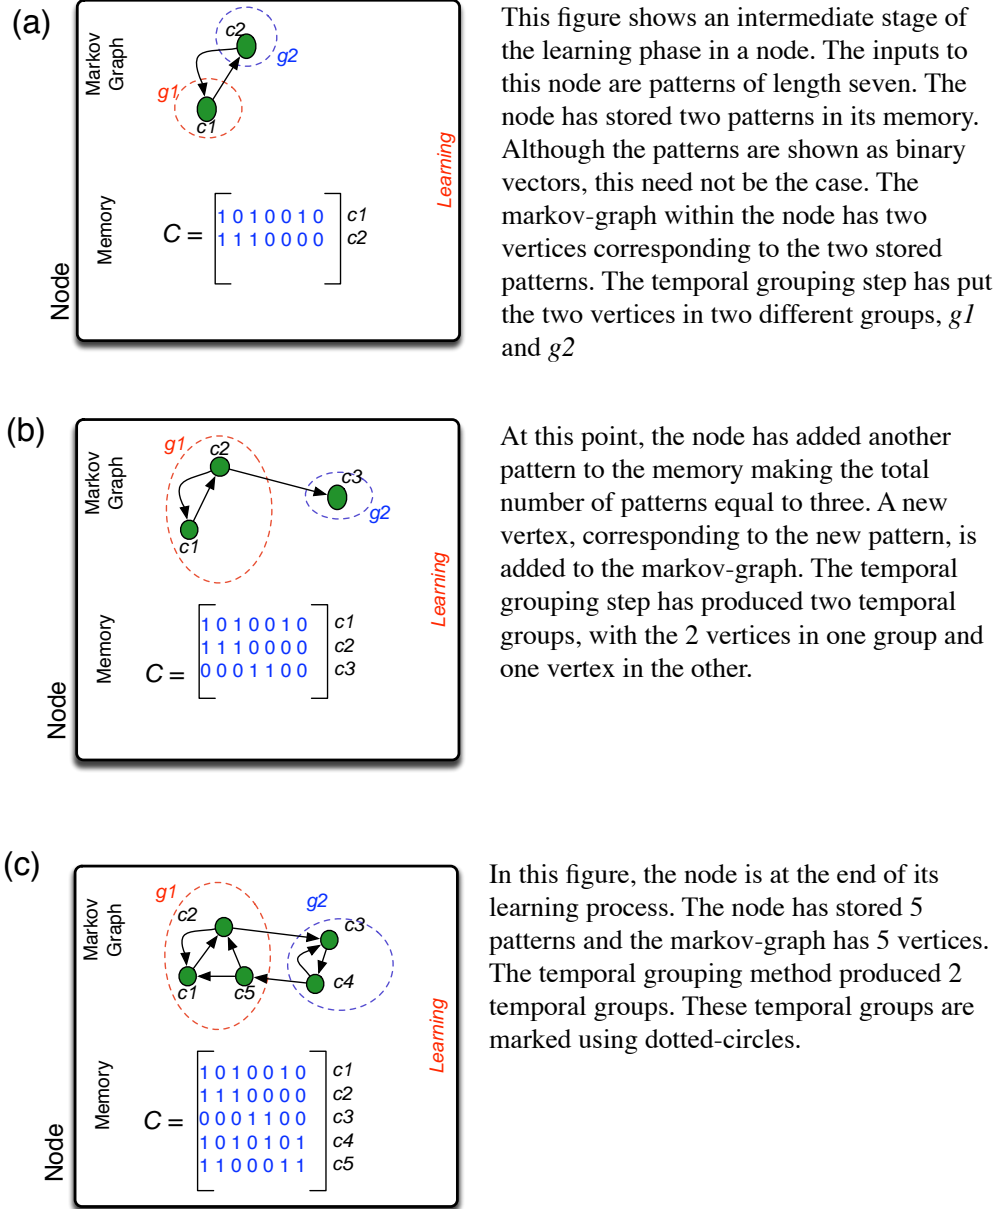 (a)
Markov
Graph
c2
g2
g1
c1
Learning
Memory
C =
1 0 1 0 0 1 0 c1
1 1 1 0 0 0 0 c2
Node
This figure shows an intermediate stage of
the learning phase in a node. The inputs to
this node are patterns of length seven. The
node has stored two patterns in its memory.
Although the patterns are shown as binary
vectors, this need not be the case. The
markov-graph within the node has two
vertices corresponding to the two stored
patterns. The temporal grouping step has put
the two vertices in two different groups, g1
and g2
(b)
Markov
Graph
g1
c2
c3
g2
c1
Learning
Memory
C =
1 0 1 0 0 1 0 c1
1 1 1 0 0 0 0 c2
0 0 0 1 1 0 0 c3
Node
At this point, the node has added another
pattern to the memory making the total
number of patterns equal to three. A new
vertex, corresponding to the new pattern, is
added to the markov-graph. The temporal
grouping step has produced two temporal
groups, with the 2 vertices in one group and
one vertex in the other.
(c)
Markov
Graph
g1
c2
g2
c3
c1
c5
c4
Learning
Memory
C =
1 0 1 0 0 1 0 c1
1 1 1 0 0 0 0 c2
0 0 0 1 1 0 0 c3
1 0 1 0 1 0 1 c4
1 1 0 0 0 1 1 c5
Node
In this figure, the node is at the end of its
learning process. The node has stored 5
patterns and the markov-graph has 5 vertices.
The temporal grouping method produced 2
temporal groups. These temporal groups are
marked using dotted-circles.